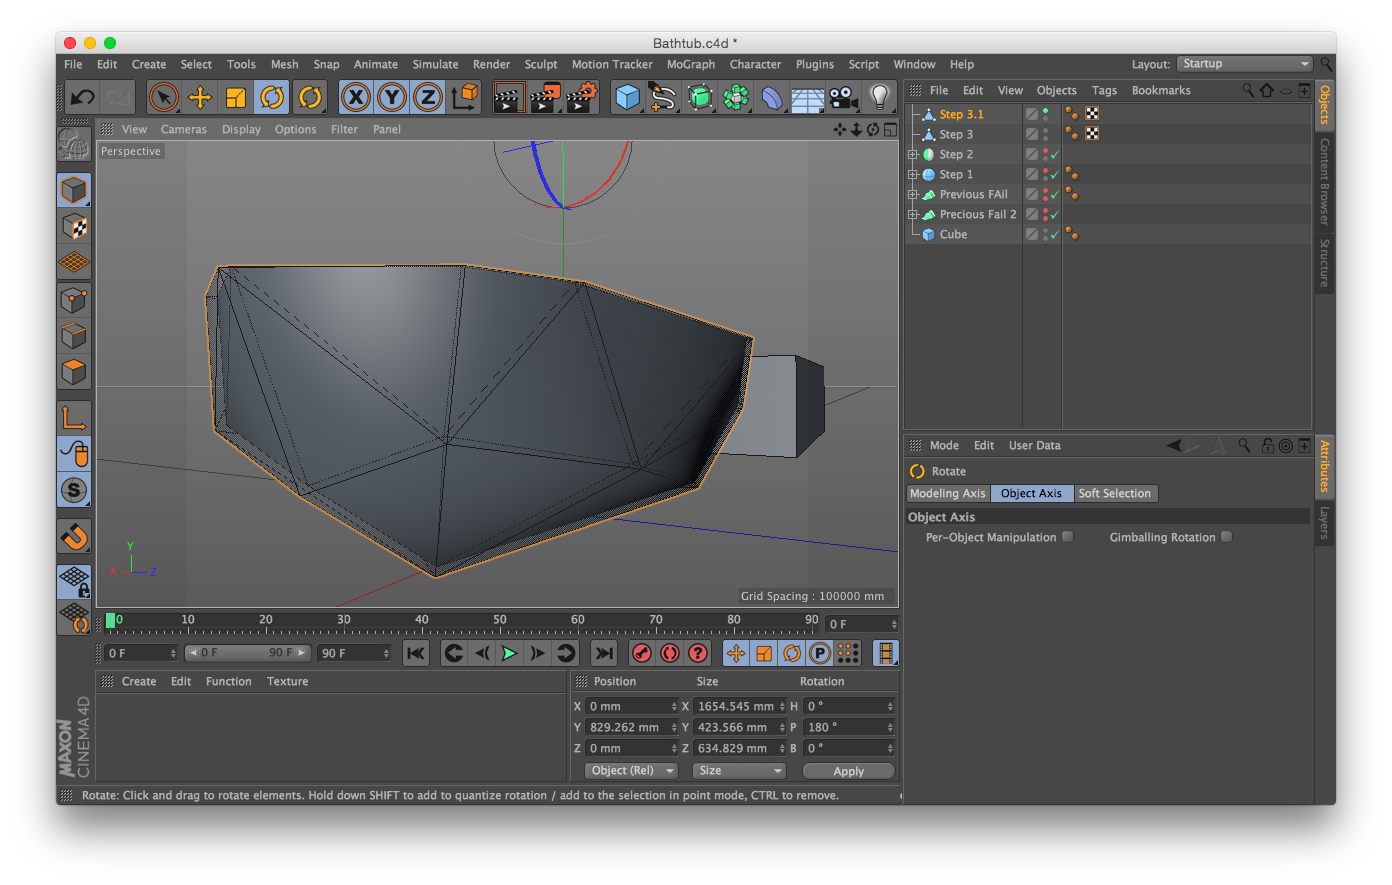 Bathtub.c4d *
File Edit Create Select Tools Mesh Snap Animate Simulate Render Sculpt Motion Tracker MoGraph Character Plugins Script Window Help Layout: Startup
X Y Z
File Edit View Objects Tags Bookmarks
View Cameras Display Options Filter Panel
Perspective
Step 3.1
Step 3
Step 2
Step 1
Previous FAil
Precious Fail 2
Cube
Objects
Content Browser
Structure
Mode Edit User Data
Rotate
Modeling Axis Object Axis Soft Selection
Object Axis
Per-Object Manipulation Gimballing Rotation
Attributes
Layers
S
Y
X Z
Grid Spacing : 100000 mm
0 10 20 30 40 50 60 70 80 90 0 F
0 F 0 F 90 F 90 F ? P
Create Edit Function Texture
Position Size Rotation
X 0 mm X 1654.545 mm H 0 °
Y 829.262 mm Y 423.566 mm P 180 °
Z 0 mm Z 634.829 mm B 0 °
Object (Rel) Size Apply
MAXON
CINEMA 4D
Rotate: Click and drag to rotate elements. Hold down SHIFT to add to quantize rotation / add to the selection in point mode, CTRL to remove.